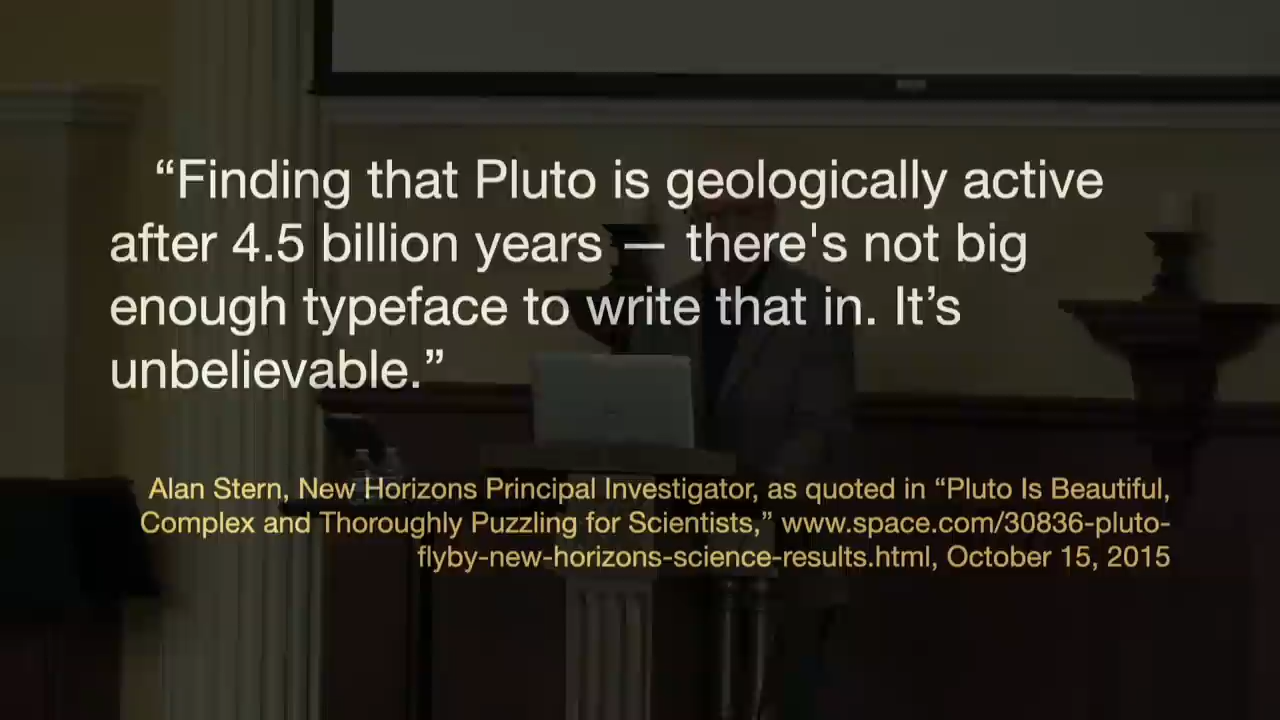 “Finding that Pluto is geologically active
after 4.5 billion years — there's not big
enough typeface to write that in. It’s
unbelievable.”
Alan Stern, New Horizons Principal Investigator, as quoted in “Pluto Is Beautiful,
Complex and Thoroughly Puzzling for Scientists,” www.space.com/30836-pluto-
flyby-new-horizons-science-results.html, October 15, 2015